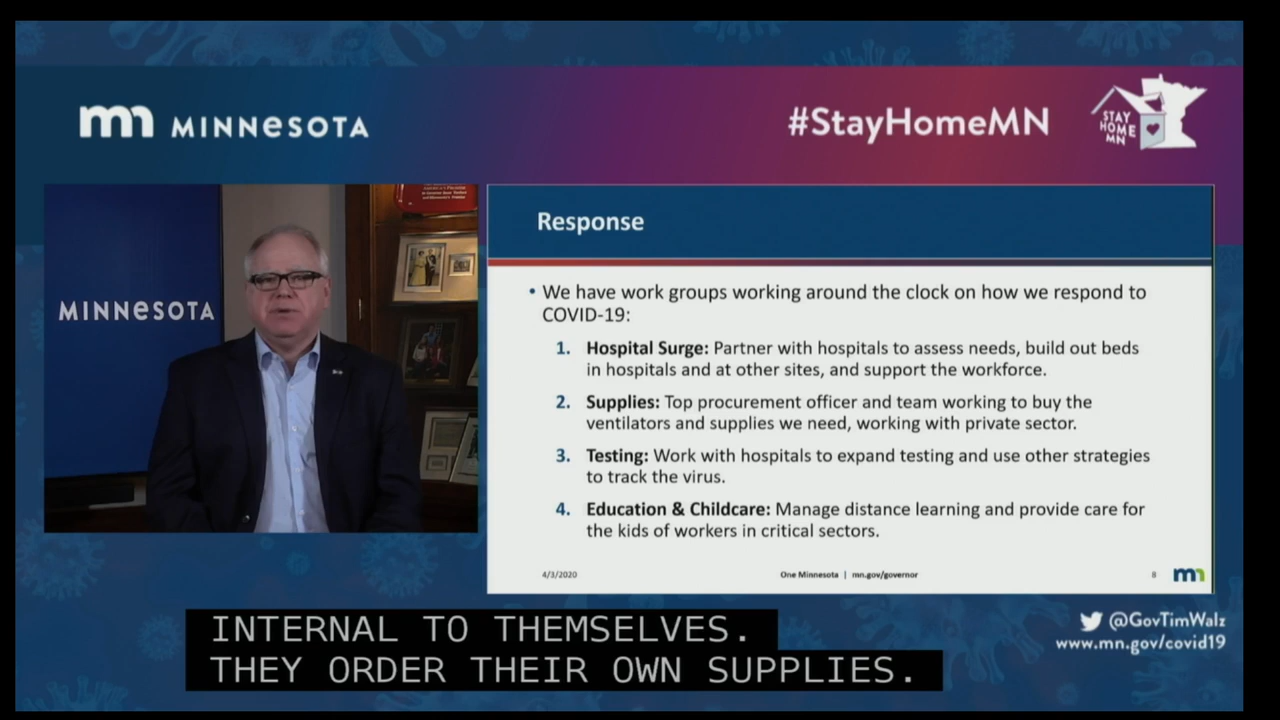 mn MINNESOTA
#StayHomeMN
STAY
HOME
MN
MINNESOTA
Response
• We have work groups working around the clock on how we respond to
COVID-19:
1. Hospital Surge: Partner with hospitals to assess needs, build out beds
in hospitals and at other sites, and support the workforce.
2. Supplies: Top procurement officer and team working to buy the
ventilators and supplies we need, working with private sector.
3. Testing: Work with hospitals to expand testing and use other strategies
to track the virus.
4. Education & Childcare: Manage distance learning and provide care for
the kids of workers in critical sectors.
4/3/2020
One Minnesota | mn.gov/governor
8
mn
@GovTimWalz
www.mn.gov/covid19
INTERNAL TO THEMSELVES.
THEY ORDER THEIR OWN SUPPLIES.